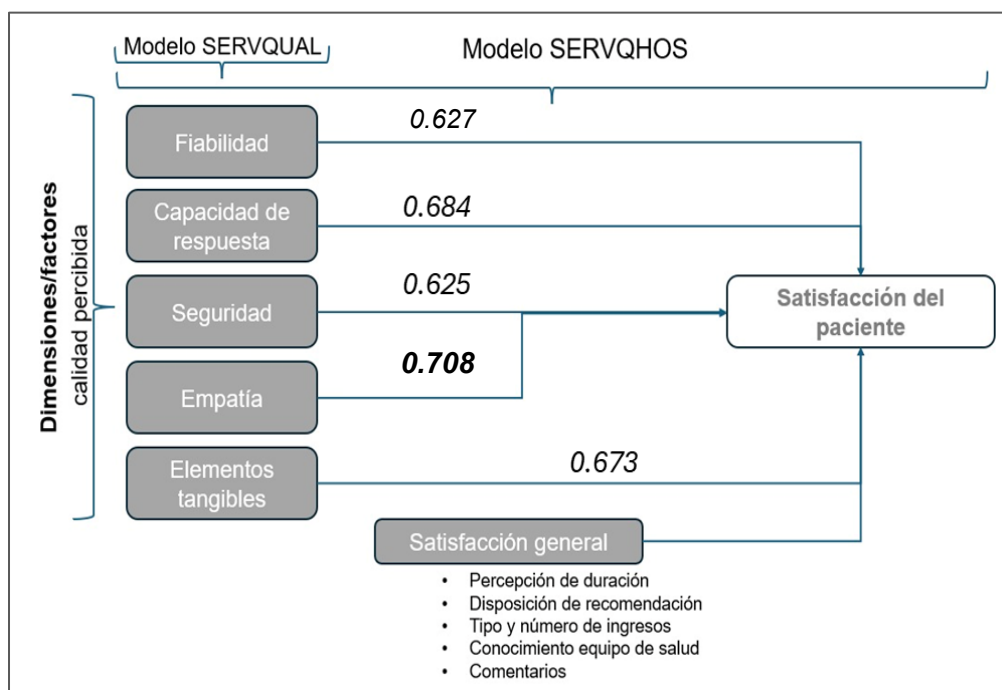 Modelo SERVQUAL
Modelo SERVQHOS
Dimensiones/factores
calidad percibida
Fiabilidad
0.627
Capacidad de
respuesta
0.684
Seguridad
0.625
Satisfacción del
paciente
Empatía
0.708
Elementos
tangibles
0.673
Satisfacción general
• Percepción de duración
• Disposición de recomendación
• Tipo y número de ingresos
• Conocimiento equipo de salud
• Comentarios